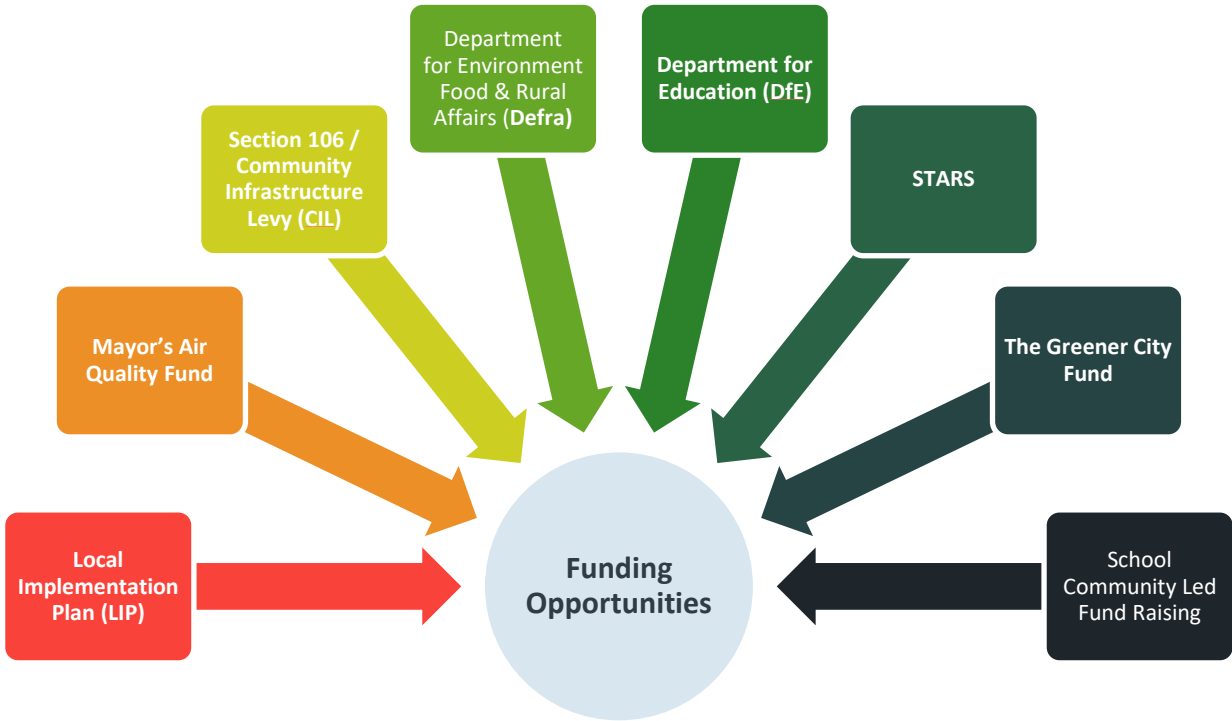 Department
for Environment
Food & Rural
Affairs (Defra)
Department for
Education (DfE)
Section 106 /
Community
Infrastructure
Levy (CIL)
STARS
Mayor’s Air
Quality Fund
The Greener City
Fund
Local
Implementation
Plan (LIP)
Funding
Opportunities
School
Community Led
Fund Raising